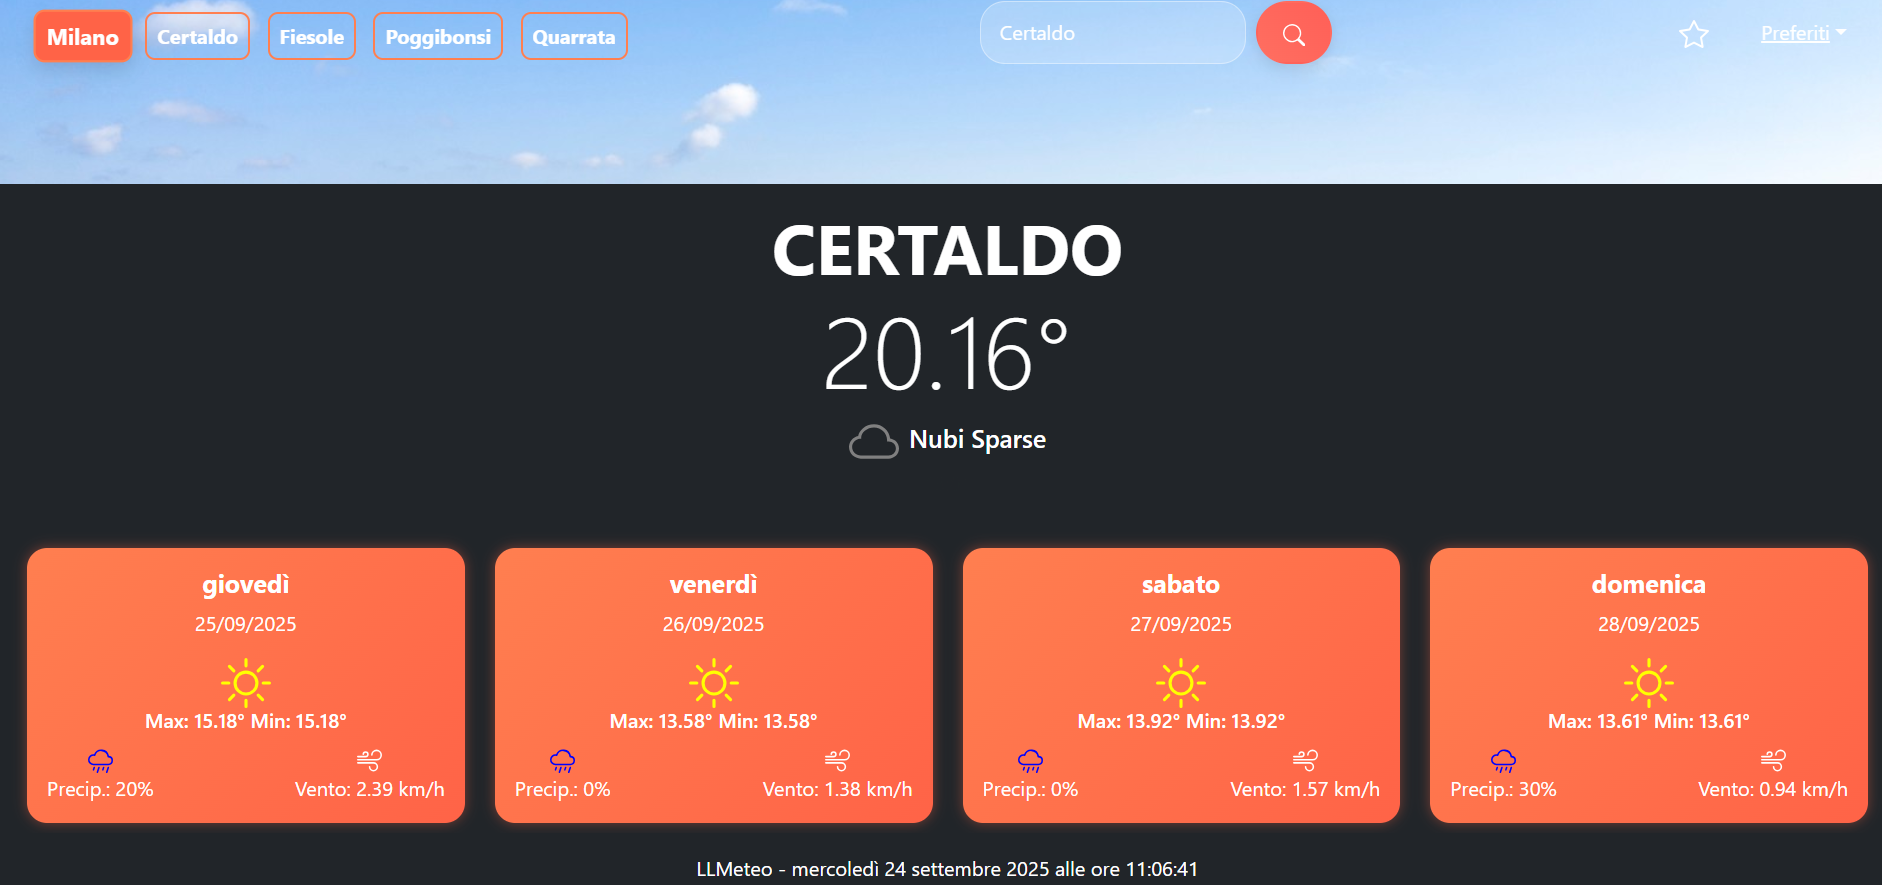 Milano Certaldo Fiesole Poggibonsi Quarrata Certaldo Preferiti
CERTALDO
20.16°
Nubi Sparse
giovedì
25/09/2025
Max: 15.18° Min: 15.18°
Precip.: 20% Vento: 2.39 km/h
venerdì
26/09/2025
Max: 13.58° Min: 13.58°
Precip.: 0% Vento: 1.38 km/h
sabato
27/09/2025
Max: 13.92° Min: 13.92°
Precip.: 0% Vento: 1.57 km/h
domenica
28/09/2025
Max: 13.61° Min: 13.61°
Precip.: 30% Vento: 0.94 km/h
LLMeteo - mercoledì 24 settembre 2025 alle ore 11:06:41